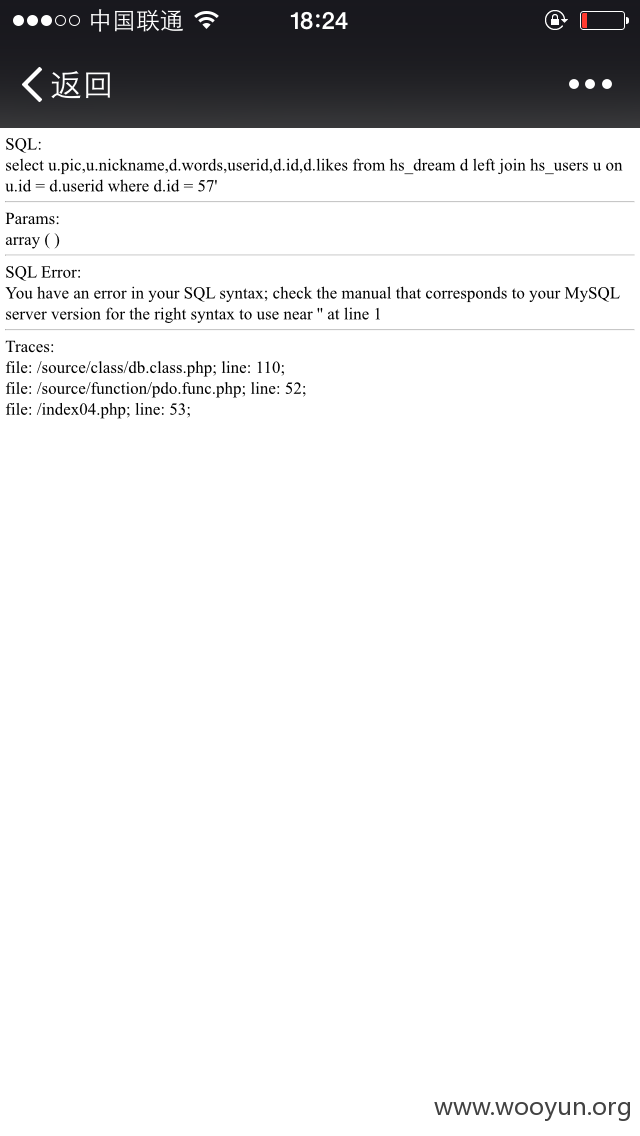 中国联通 18:24
返回
SQL:
select u.pic,u.nickname,d.words,userid,d.id,d.likes from hs_dream d left join hs_users u on
u.id = d.userid where d.id = 57'
Params:
array ( )
SQL Error:
You have an error in your SQL syntax; check the manual that corresponds to your MySQL
server version for the right syntax to use near '' at line 1
Traces:
file: /source/class/db.class.php; line: 110;
file: /source/function/pdo.func.php; line: 52;
file: /index04.php; line: 53;
www.wooyun.org